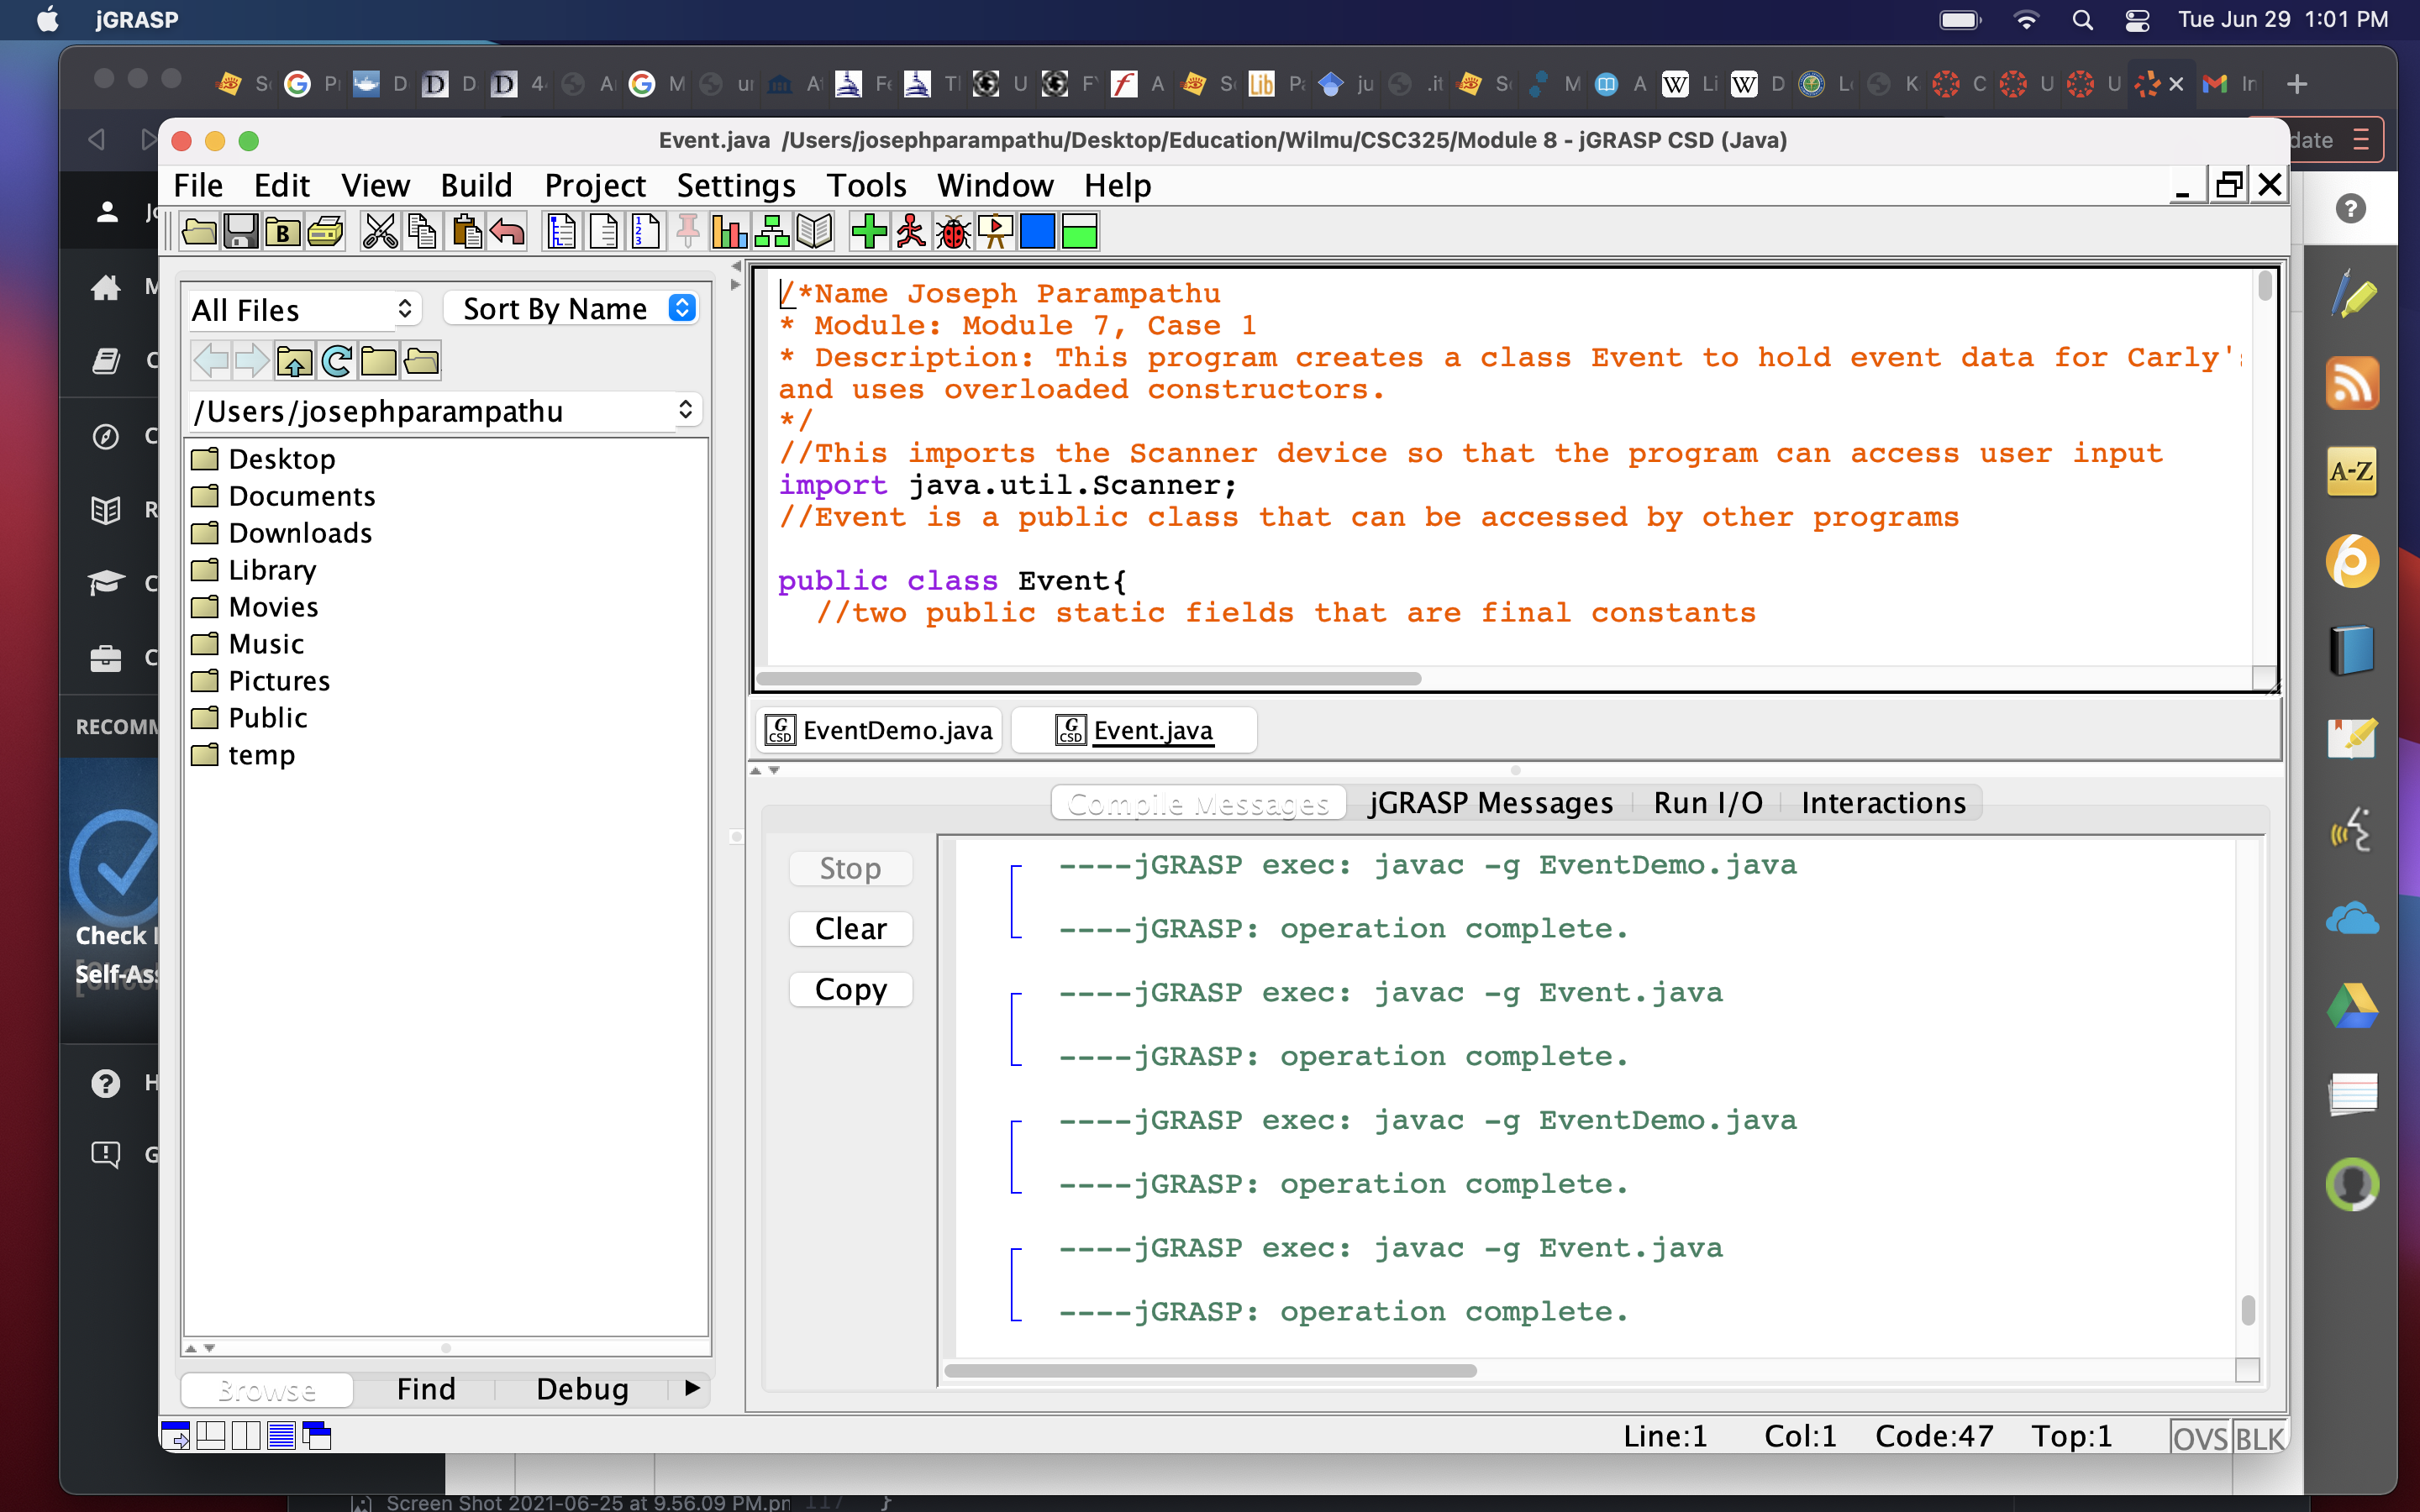 jGRASP
Tue Jun 29 1:01 PM
Event.java /Users/josephparampathu/Desktop/Education/Wilmu/CSC325/Module 8 - jGRASP CSD (Java)
date
File Edit View Build Project Settings Tools Window Help
All Files
Sort By Name
/Users/josephparampathu
Desktop
Documents
Downloads
Library
Movies
Music
Pictures
Public
temp
/*Name Joseph Parampathu
* Module: Module 7, Case 1
* Description: This program creates a class Event to hold event data for Carly's
and uses overloaded constructors.
*/
//This imports the Scanner device so that the program can access user input
import java.util.Scanner;
//Event is a public class that can be accessed by other programs
public class Event{
//two public static fields that are final constants
EventDemo.java
Event.java
Compile Messages
jGRASP Messages
Run I/O
Interactions
Stop
Clear
Copy
----jGRASP exec: javac -g EventDemo.java
----jGRASP: operation complete.
----jGRASP exec: javac -g Event.java
----jGRASP: operation complete.
----jGRASP exec: javac -g EventDemo.java
----jGRASP: operation complete.
----jGRASP exec: javac -g Event.java
----jGRASP: operation complete.
RECOMM
Check
Self-Ass
Browse
Find
Debug
Line:1 Col:1 Code:47 Top:1
OVS BLK
A-Z
Screen Shot 2021-06-25 at 9.56.09 PM.pn
117 }